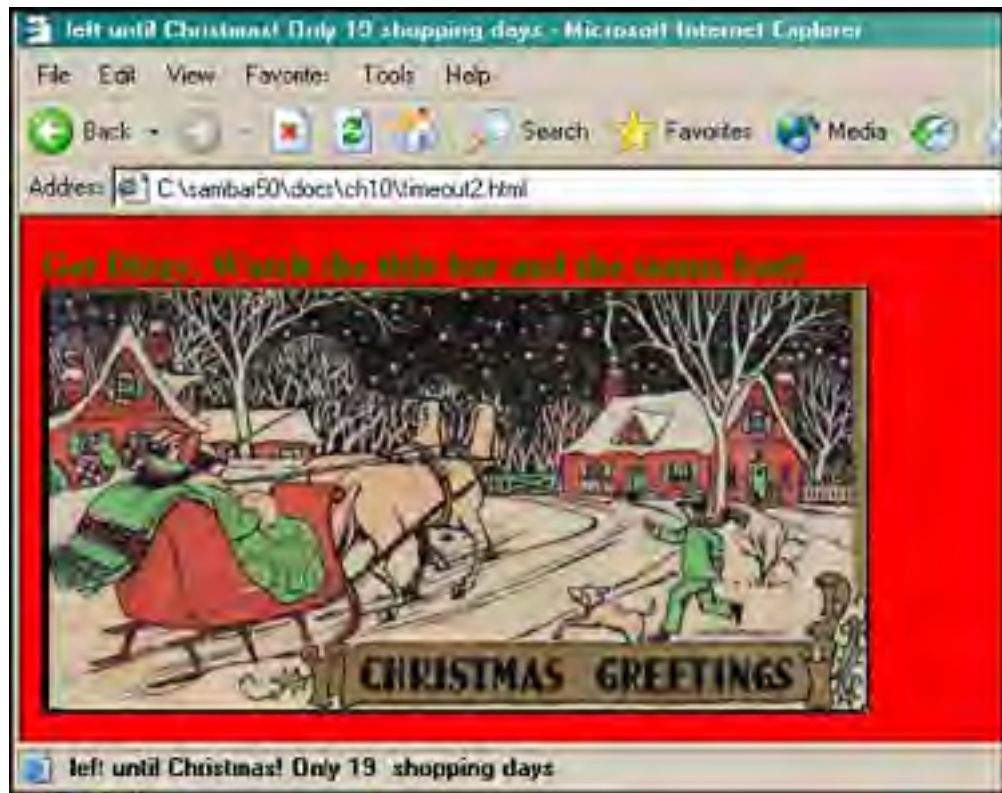 left until Christmas! Only 19 shopping days - Microsoft Internet Explorer
File Edit View Favorites Tools Help
Back Search Favorites Media
Address C:\sambar50\docs\ch10\timeout2.html
Get Dizzy. Watch the title bar and the status bar!!
CHRISTMAS GREETINGS
left until Christmas! Only 19 shopping days